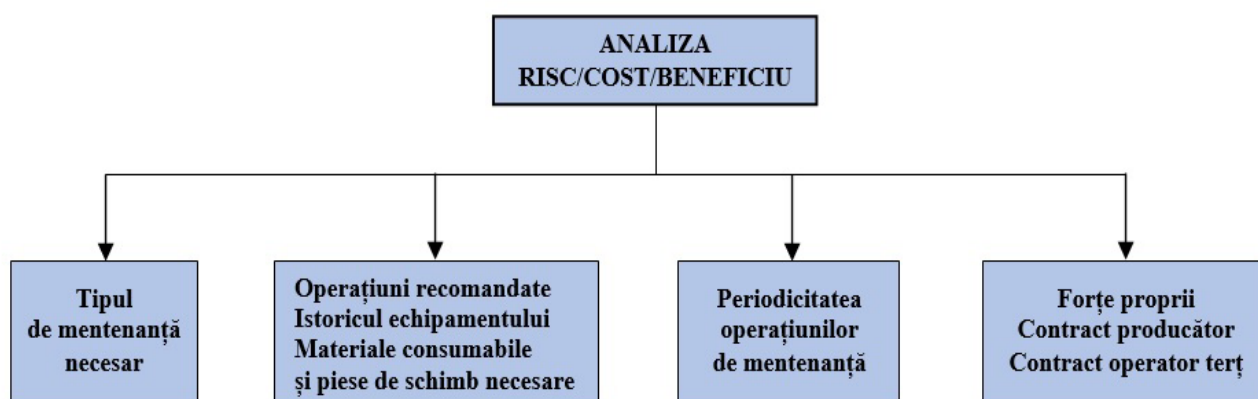 ANALIZA
RISC/COST/BENEFICIU
Tipul
de mentenanță
necesar
Operațiuni recomandate
Istoricul echipamentului
Materiale consumabile
și piese de schimb necesare
Periodicitatea
operațiunilor
de mentenanță
Forțe proprii
Contract producător
Contract operator terț